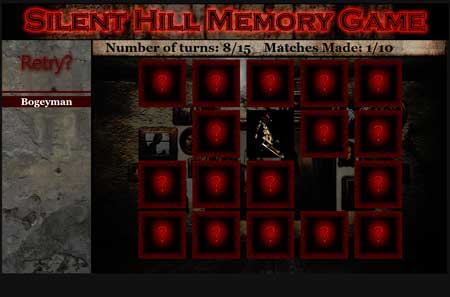 SILENT HILL MEMORY GAME
Number of turns: 8/15 Matches Made: 1/10
Retry?
Bogeyman
? ? ? ? ?
? ? ?
? ? ? ? ?
? ? ? ? ?